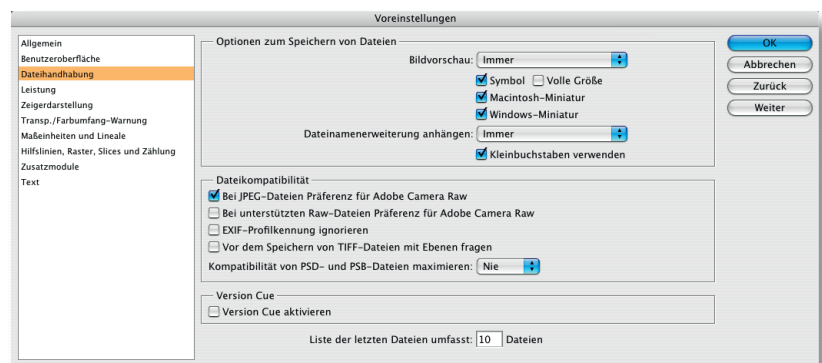 Voreinstellungen
Allgemein
Benutzeroberfläche
Dateihandhabung
Leistung
Zeigerdarstellung
Transp./Farbumfang-Warnung
Maßeinheiten und Lineale
Hilfslinien, Raster, Slices und Zählung
Zusatzmodule
Text
Optionen zum Speichern von Dateien
Bildvorschau: Immer
Symbol Volle Größe
Macintosh-Miniatur
Windows-Miniatur
Dateinamenerweiterung anhängen: Immer
Kleinbuchstaben verwenden
Dateikompatibilität
Bei JPEG-Dateien Präferenz für Adobe Camera Raw
Bei unterstützten Raw-Dateien Präferenz für Adobe Camera Raw
EXIF-Profilkennung ignorieren
Vor dem Speichern von TIFF-Dateien mit Ebenen fragen
Kompatibilität von PSD- und PSB-Dateien maximieren: Nie
Version Cue
Version Cue aktivieren
Liste der letzten Dateien umfasst: 10 Dateien
OK
Abbrechen
Zurück
Weiter